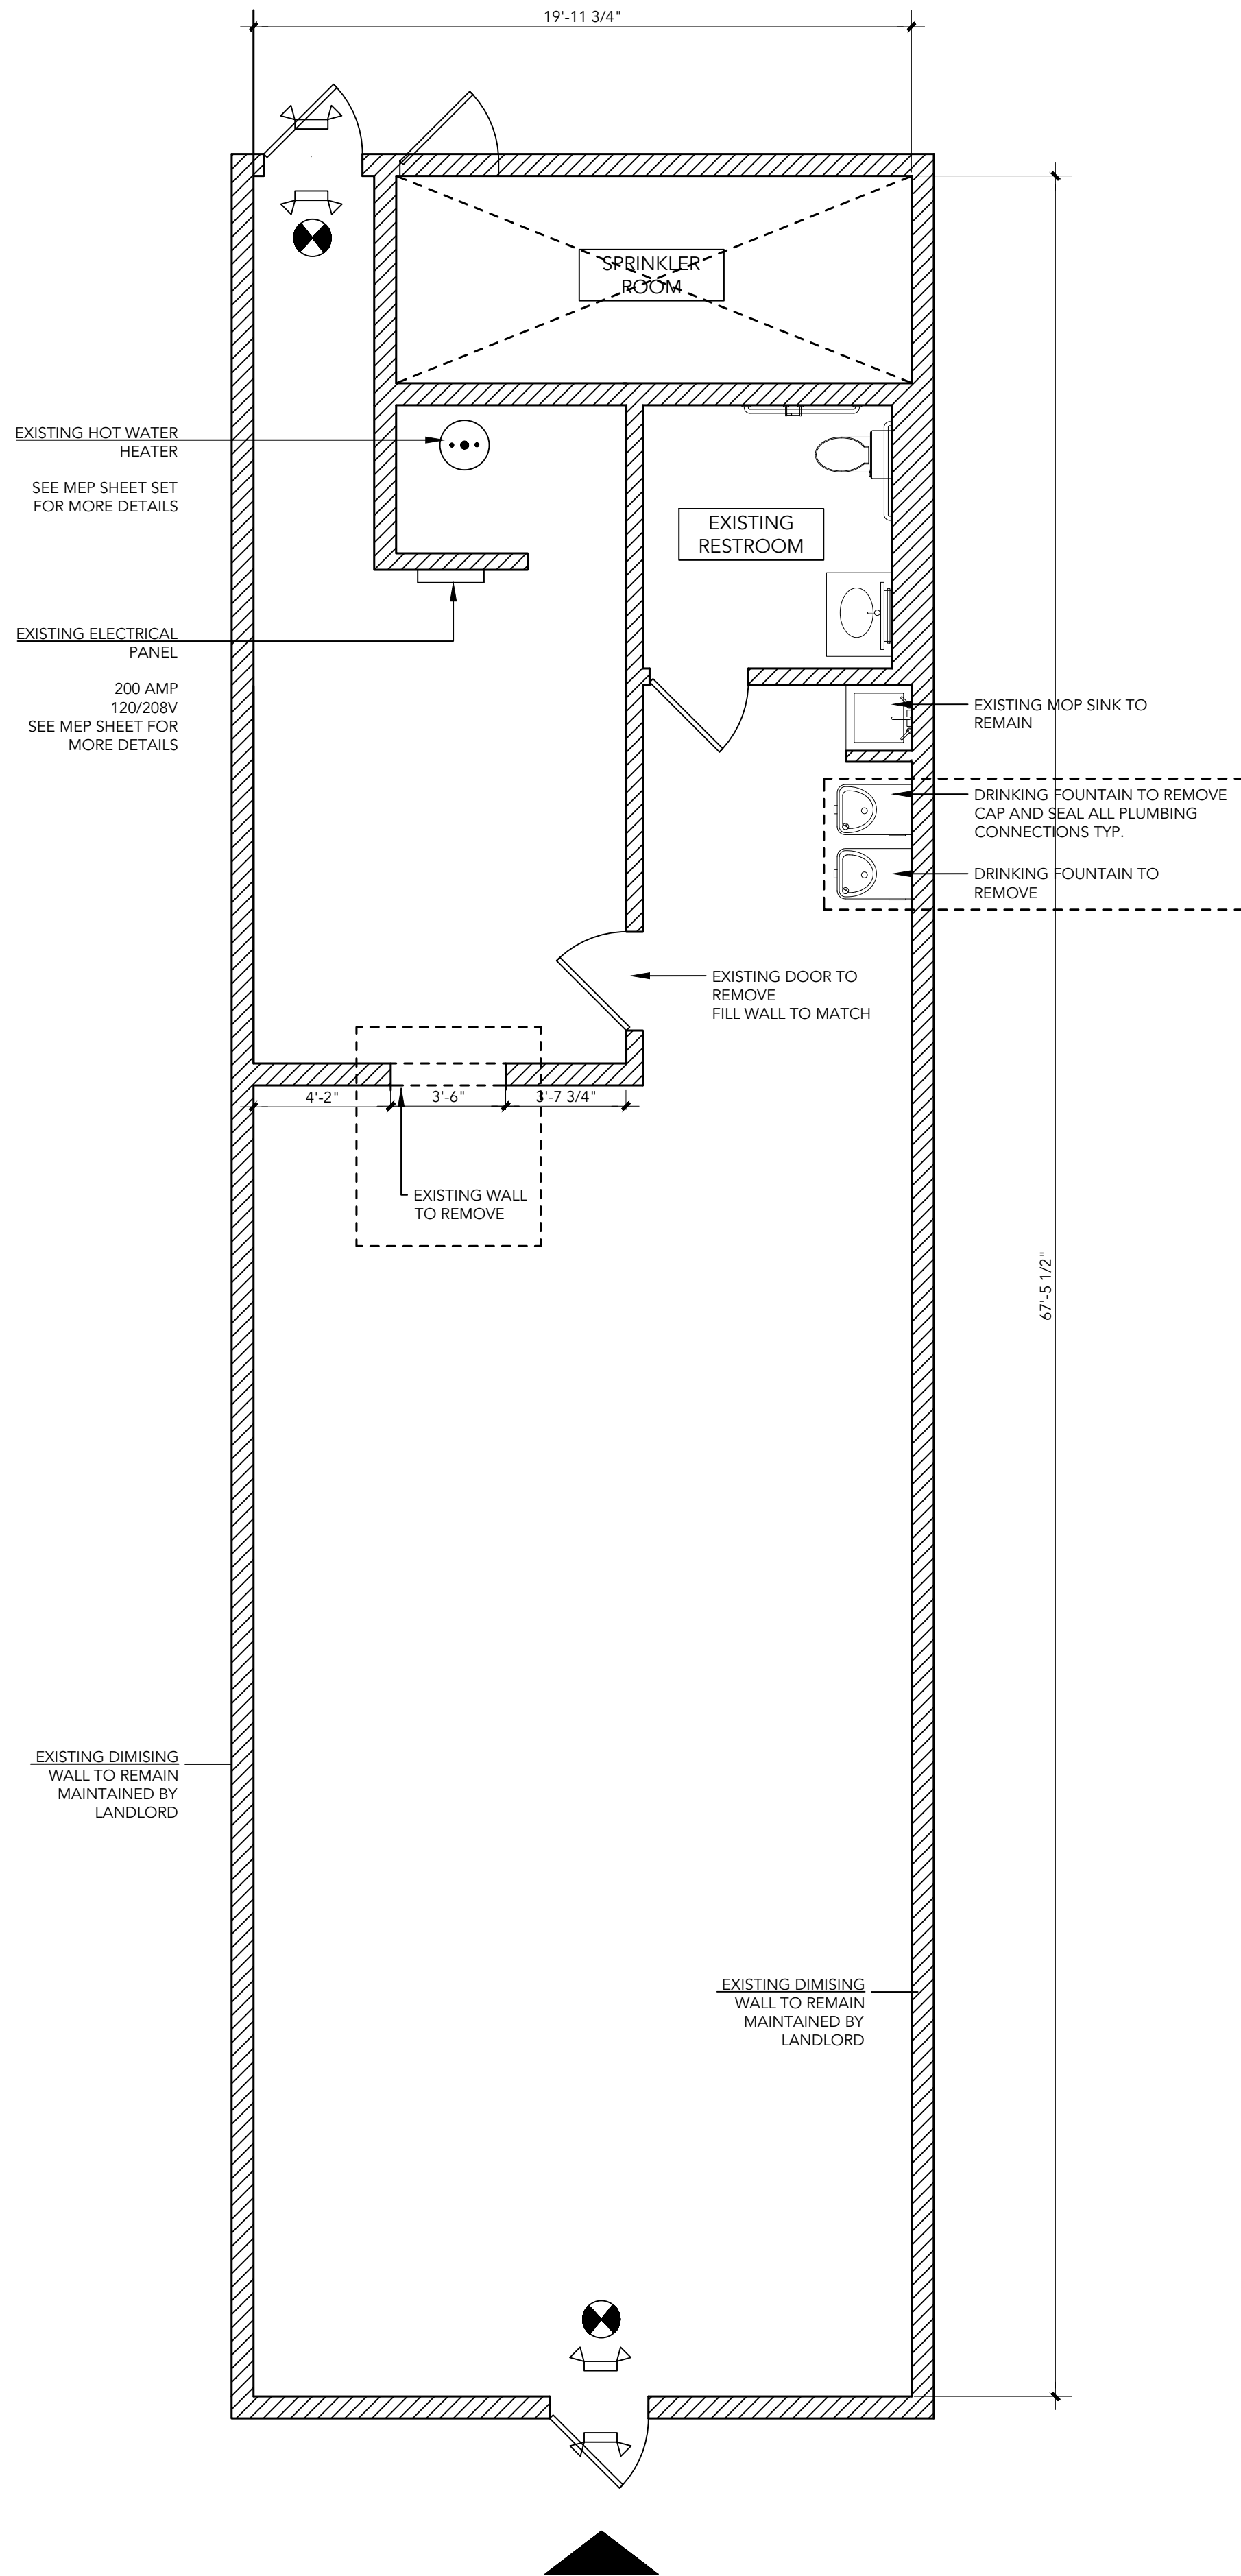 19'-11 3/4"
SPRINKLER
ROOM
EXISTING HOT WATER
HEATER
SEE MEP SHEET SET
FOR MORE DETAILS
EXISTING
RESTROOM
EXISTING ELECTRICAL
PANEL
200 AMP
120/208V
SEE MEP SHEET FOR
MORE DETAILS
EXISTING MOP SINK TO
REMAIN
DRINKING FOUNTAIN TO REMOVE
CAP AND SEAL ALL PLUMBING
CONNECTIONS TYP.
DRINKING FOUNTAIN TO
REMOVE
EXISTING DOOR TO
REMOVE
FILL WALL TO MATCH
4'-2"
3'-6"
3'-7 3/4"
EXISTING WALL
TO REMOVE
67'-5 1/2"
EXISTING DIMISING
WALL TO REMAIN
MAINTAINED BY
LANDLORD
EXISTING DIMISING
WALL TO REMAIN
MAINTAINED BY
LANDLORD